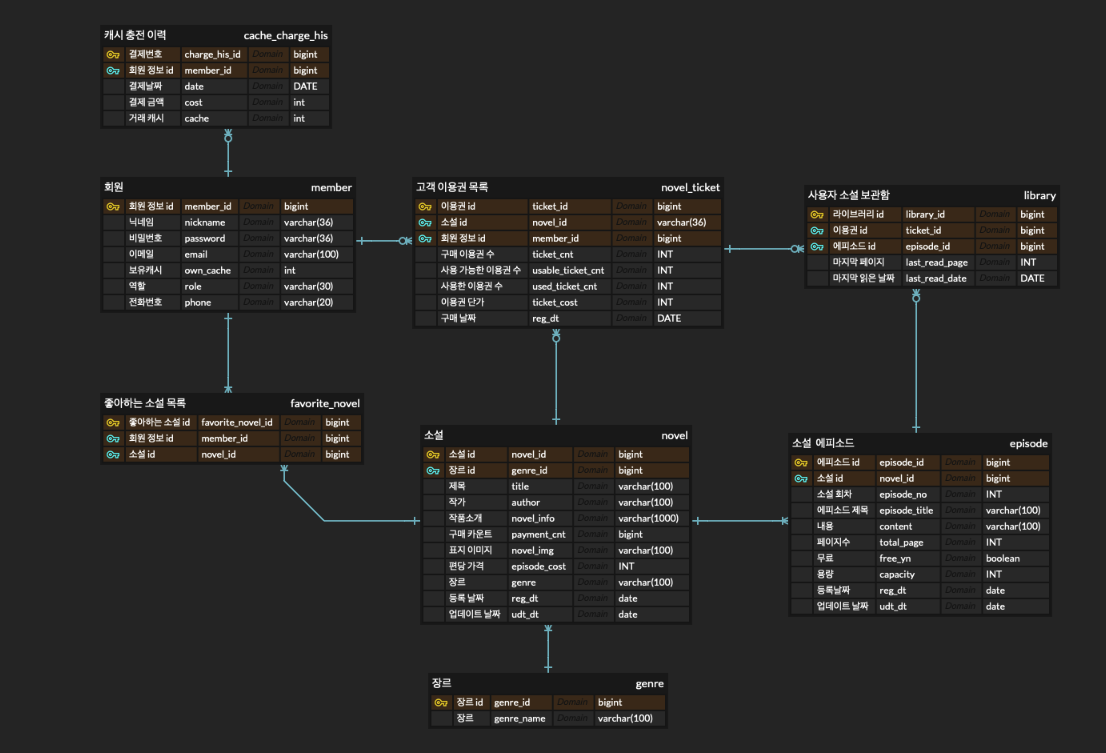 캐시 충전 이력 cache_charge_his
결제번호 charge_his_id Domain bigint
회원 정보 id member_id Domain bigint
결제날짜 date Domain DATE
결제 금액 cost Domain int
거래 캐시 cache Domain int
회원 member
회원 정보 id member_id Domain bigint
닉네임 nickname Domain varchar(36)
비밀번호 password Domain varchar(36)
이메일 email Domain varchar(100)
보유캐시 own_cache Domain int
역할 role Domain varchar(30)
전화번호 phone Domain varchar(20)
고객 이용권 목록 novel_ticket
이용권 id ticket_id Domain bigint
소설 id novel_id Domain varchar(36)
회원 정보 id member_id Domain bigint
구매 이용권 수 ticket_cnt Domain INT
사용 가능한 이용권 수 usable_ticket_cnt Domain INT
사용한 이용권 수 used_ticket_cnt Domain INT
이용권 단가 ticket_cost Domain INT
구매 날짜 reg_dt Domain DATE
사용자 소설 보관함 library
라이브러리 id library_id Domain bigint
이용권 id ticket_id Domain bigint
에피소드 id episode_id Domain bigint
마지막 페이지 last_read_page Domain INT
마지막 읽은 날짜 last_read_date Domain DATE
좋아하는 소설 목록 favorite_novel
좋아하는 소설 id favorite_novel_id Domain bigint
회원 정보 id member_id Domain bigint
소설 id novel_id Domain bigint
소설 novel
소설 id novel_id Domain bigint
장르 id genre_id Domain bigint
제목 title Domain varchar(100)
작가 author Domain varchar(100)
작품소개 novel_info Domain varchar(1000)
구매 카운트 payment_cnt Domain bigint
표지 이미지 novel_img Domain varchar(100)
편당 가격 episode_cost Domain INT
장르 genre Domain varchar(100)
등록 날짜 reg_dt Domain date
업데이트 날짜 udt_dt Domain date
소설 에피소드 episode
에피소드 id episode_id Domain bigint
소설 id novel_id Domain bigint
소설 회차 episode_no Domain INT
에피소드 제목 episode_title Domain varchar(100)
내용 content Domain varchar(100)
페이지수 total_page Domain INT
무료 free_yn Domain boolean
용량 capacity Domain INT
등록날짜 reg_dt Domain date
업데이트 날짜 udt_dt Domain date
장르 genre
장르 id genre_id Domain bigint
장르 genre_name Domain varchar(100)